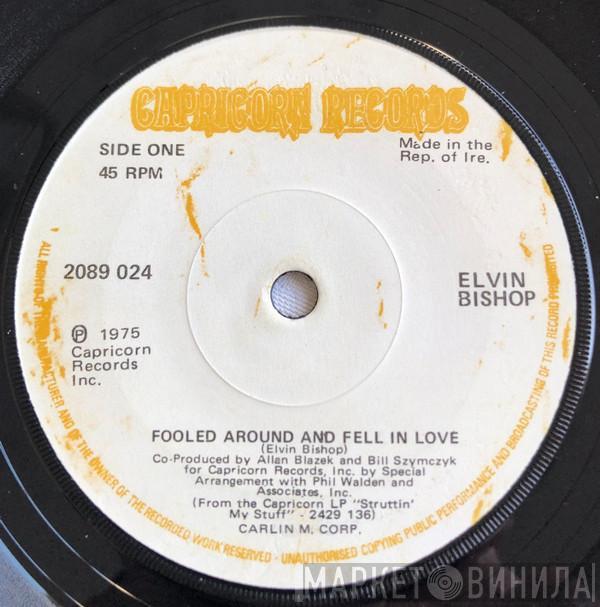 CAPRICORN RECORDS
SIDE ONE
45 RPM
Made in the
Rep. of Ire.
2089 024
ELVIN
BISHOP
Ⓟ 1975
Capricorn
Records
Inc.
FOOLED AROUND AND FELL IN LOVE
(Elvin Bishop)
Co-Produced by Allan Blazek and Bill Szymczyk
for Capricorn Records, Inc. by Special
Arrangement with Phil Walden and
Associates, Inc.
(From the Capricorn LP "Struttin'
My Stuff" - 2429 136)
CARLIN M. CORP.
ALL RIGHTS OF THE MANUFACTURER AND OF THE OWNER OF THE RECORDED WORK RESERVED - UNAUTHORISED COPYING PUBLIC PERFORMANCE AND BROADCASTING OF THIS RECORD PROHIBITED
МАРКЕТ ВИНИЛА